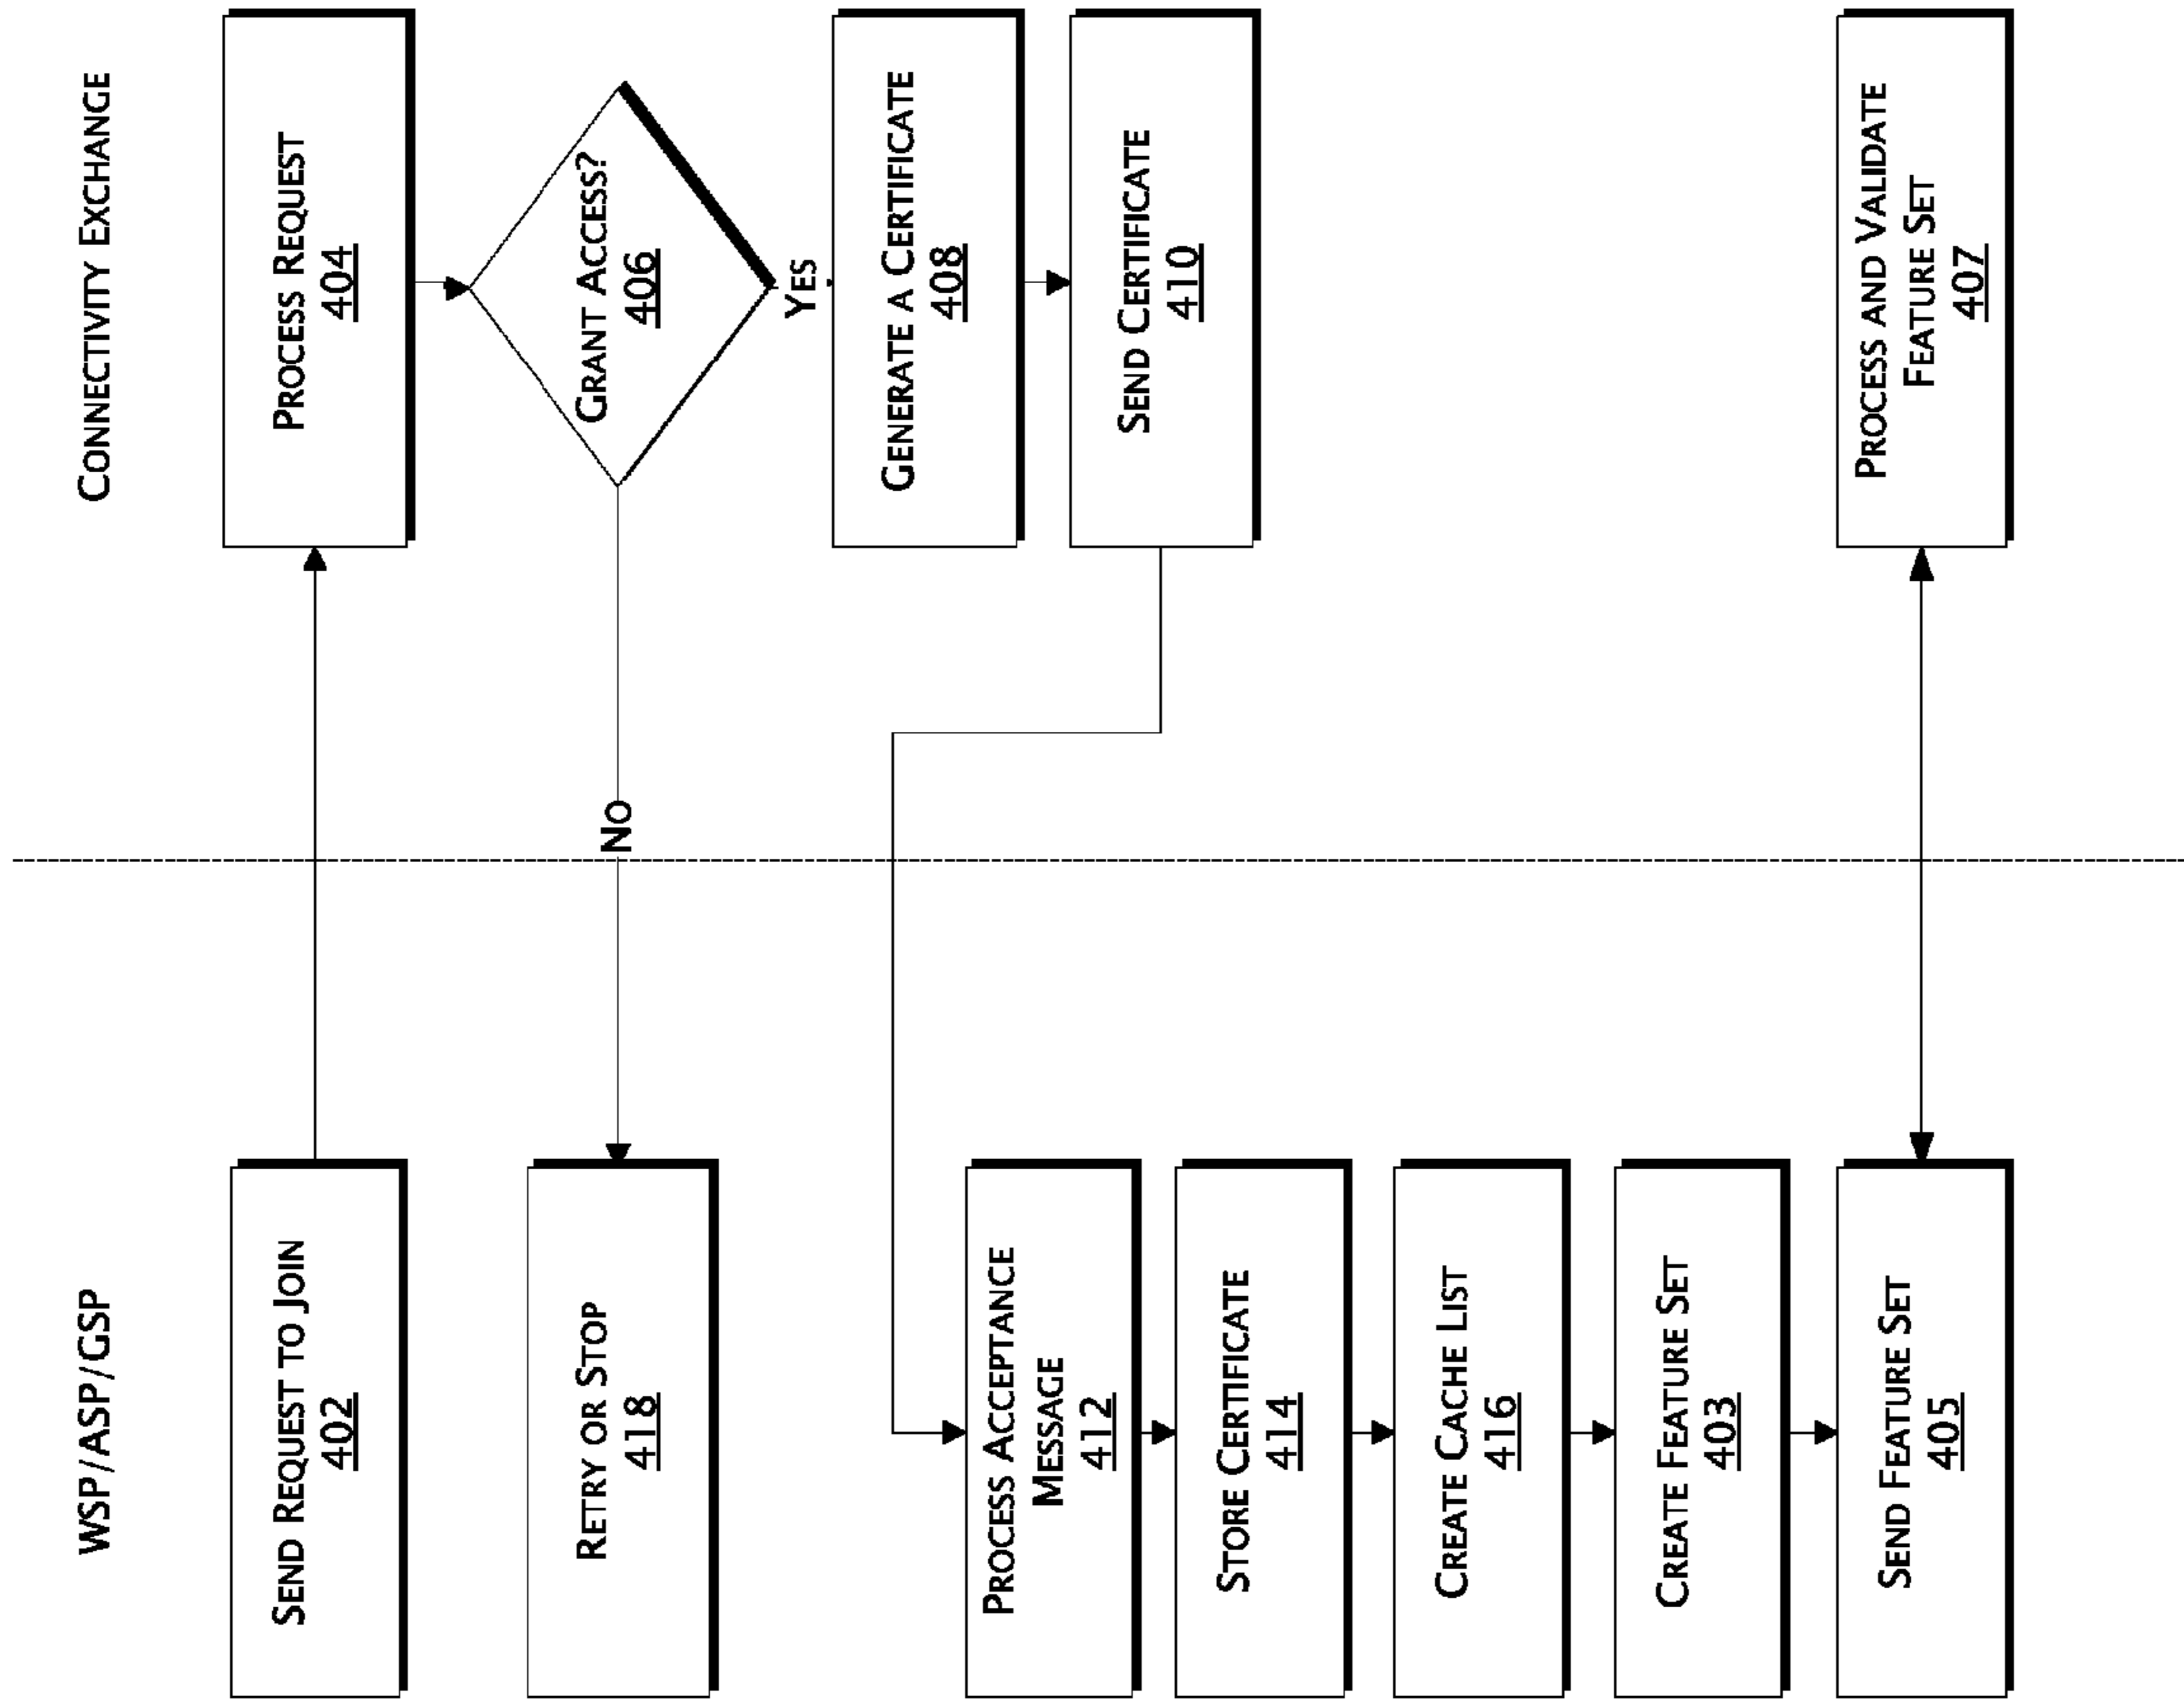 WSP/ASP/GSP
CONNECTIVITY EXCHANGE
SEND REQUEST TO JOIN
402
PROCESS REQUEST
404
GRANT ACCESS?
406
NO
RETRY OR STOP
418
YES
GENERATE A CERTIFICATE
408
SEND CERTIFICATE
410
PROCESS ACCEPTANCE
MESSAGE
412
STORE CERTIFICATE
414
CREATE CACHE LIST
416
CREATE FEATURE SET
403
SEND FEATURE SET
405
PROCESS AND VALIDATE
FEATURE SET
407